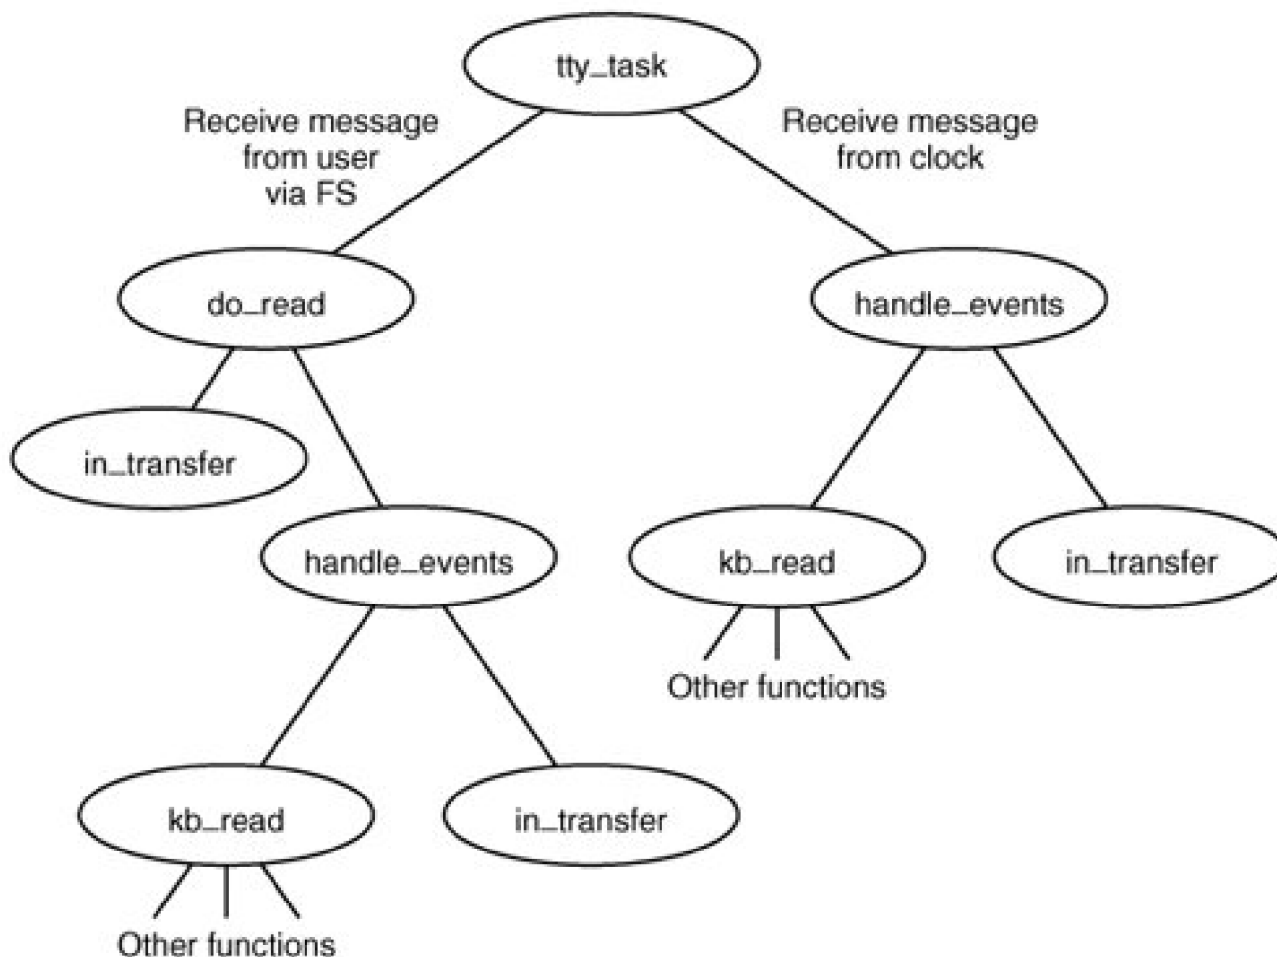 tty_task
Receive message
from user
via FS
Receive message
from clock
do_read
handle_events
in_transfer
handle_events
kb_read
in_transfer
Other functions
kb_read
in_transfer
Other functions